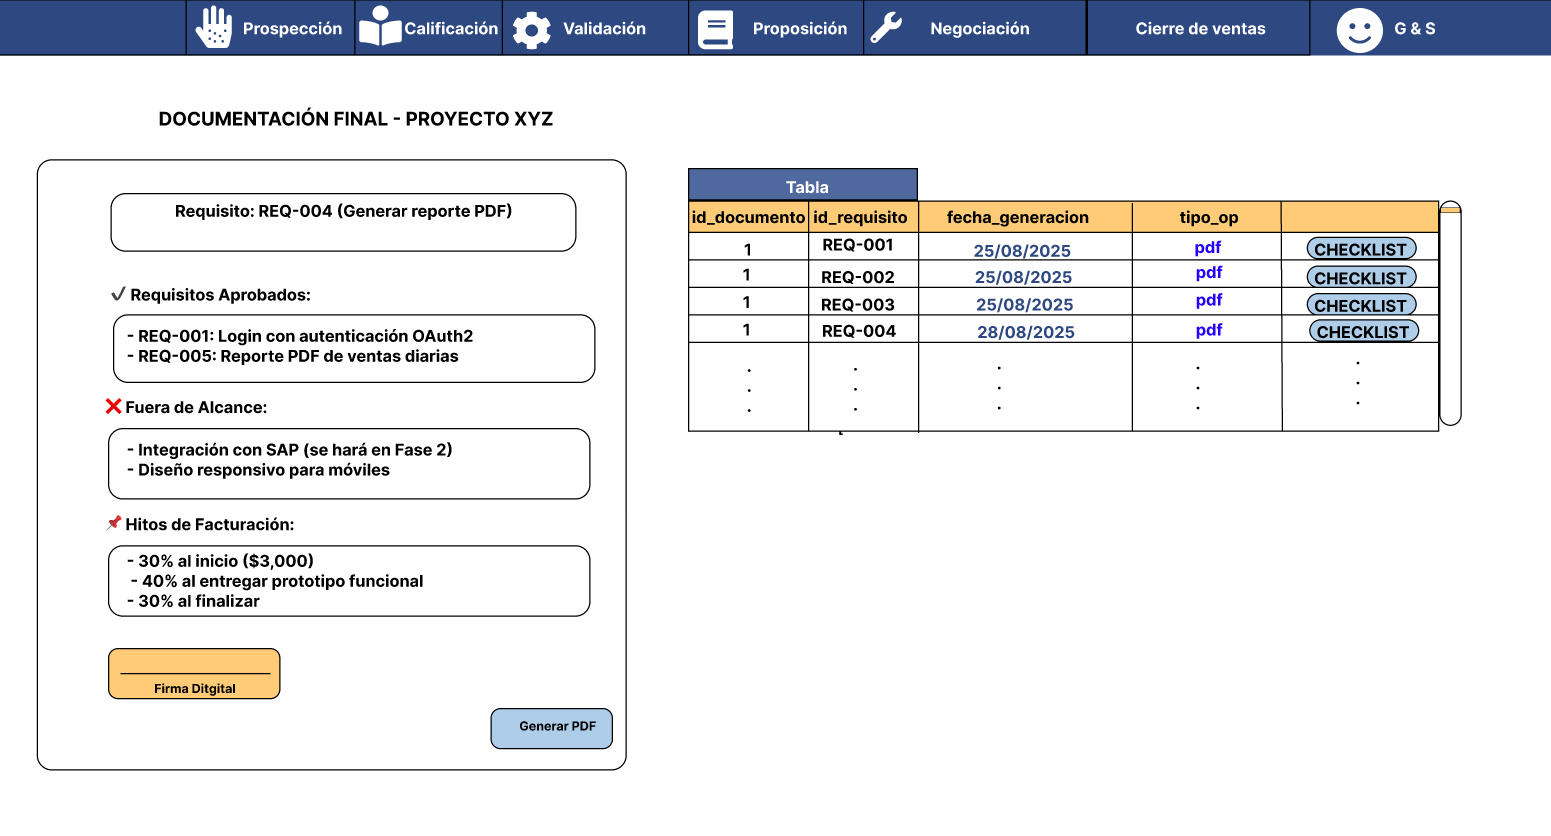 Prospección
Calificación
Validación
Proposición
Negociación
Cierre de ventas
G & S
DOCUMENTACIÓN FINAL - PROYECTO XYZ
Requisito: REQ-004 (Generar reporte PDF)
Requisitos Aprobados:
- REQ-001: Login con autenticación OAuth2
- REQ-005: Reporte PDF de ventas diarias
Fuera de Alcance:
- Integración con SAP (se hará en Fase 2)
- Diseño responsivo para móviles
Hitos de Facturación:
- 30% al inicio ($3,000)
- 40% al entregar prototipo funcional
- 30% al finalizar
Firma Ditgital
Generar PDF
Tabla
id_documento id_requisito fecha_generacion tipo_op
1 REQ-001 25/08/2025 pdf CHECKLIST
1 REQ-002 25/08/2025 pdf CHECKLIST
1 REQ-003 25/08/2025 pdf CHECKLIST
1 REQ-004 28/08/2025 pdf CHECKLIST
. . . . .
. . . . .
. . . . .